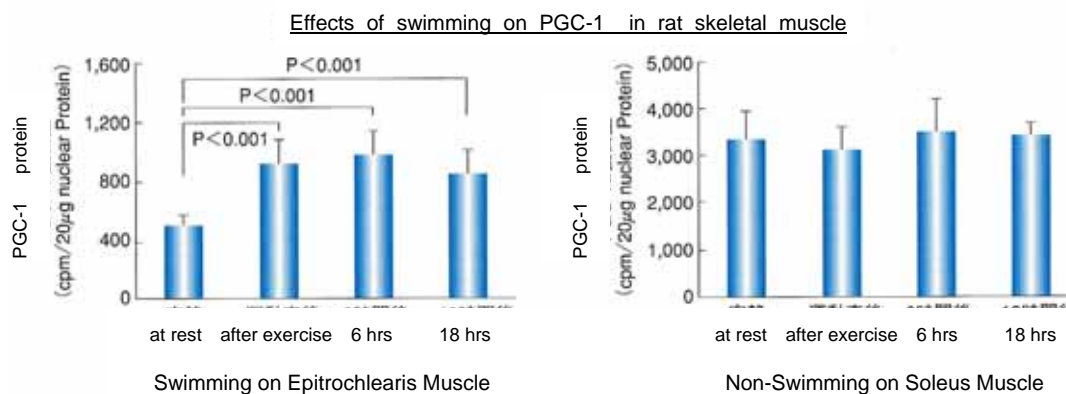 Effects of swimming on PGC-1 in rat skeletal muscle
PGC-1 protein
(cpm/20μg nuclear Protein)
1,600
1,200
800
400
0
P<0.001
P<0.001
P<0.001
at rest after exercise 6 hrs 18 hrs
Swimming on Epitrochlearis Muscle
PGC-1 protein
(cpm/20μg nuclear Protein)
5,000
4,000
3,000
2,000
1,000
0
at rest after exercise 6 hrs 18 hrs
Non-Swimming on Soleus Muscle